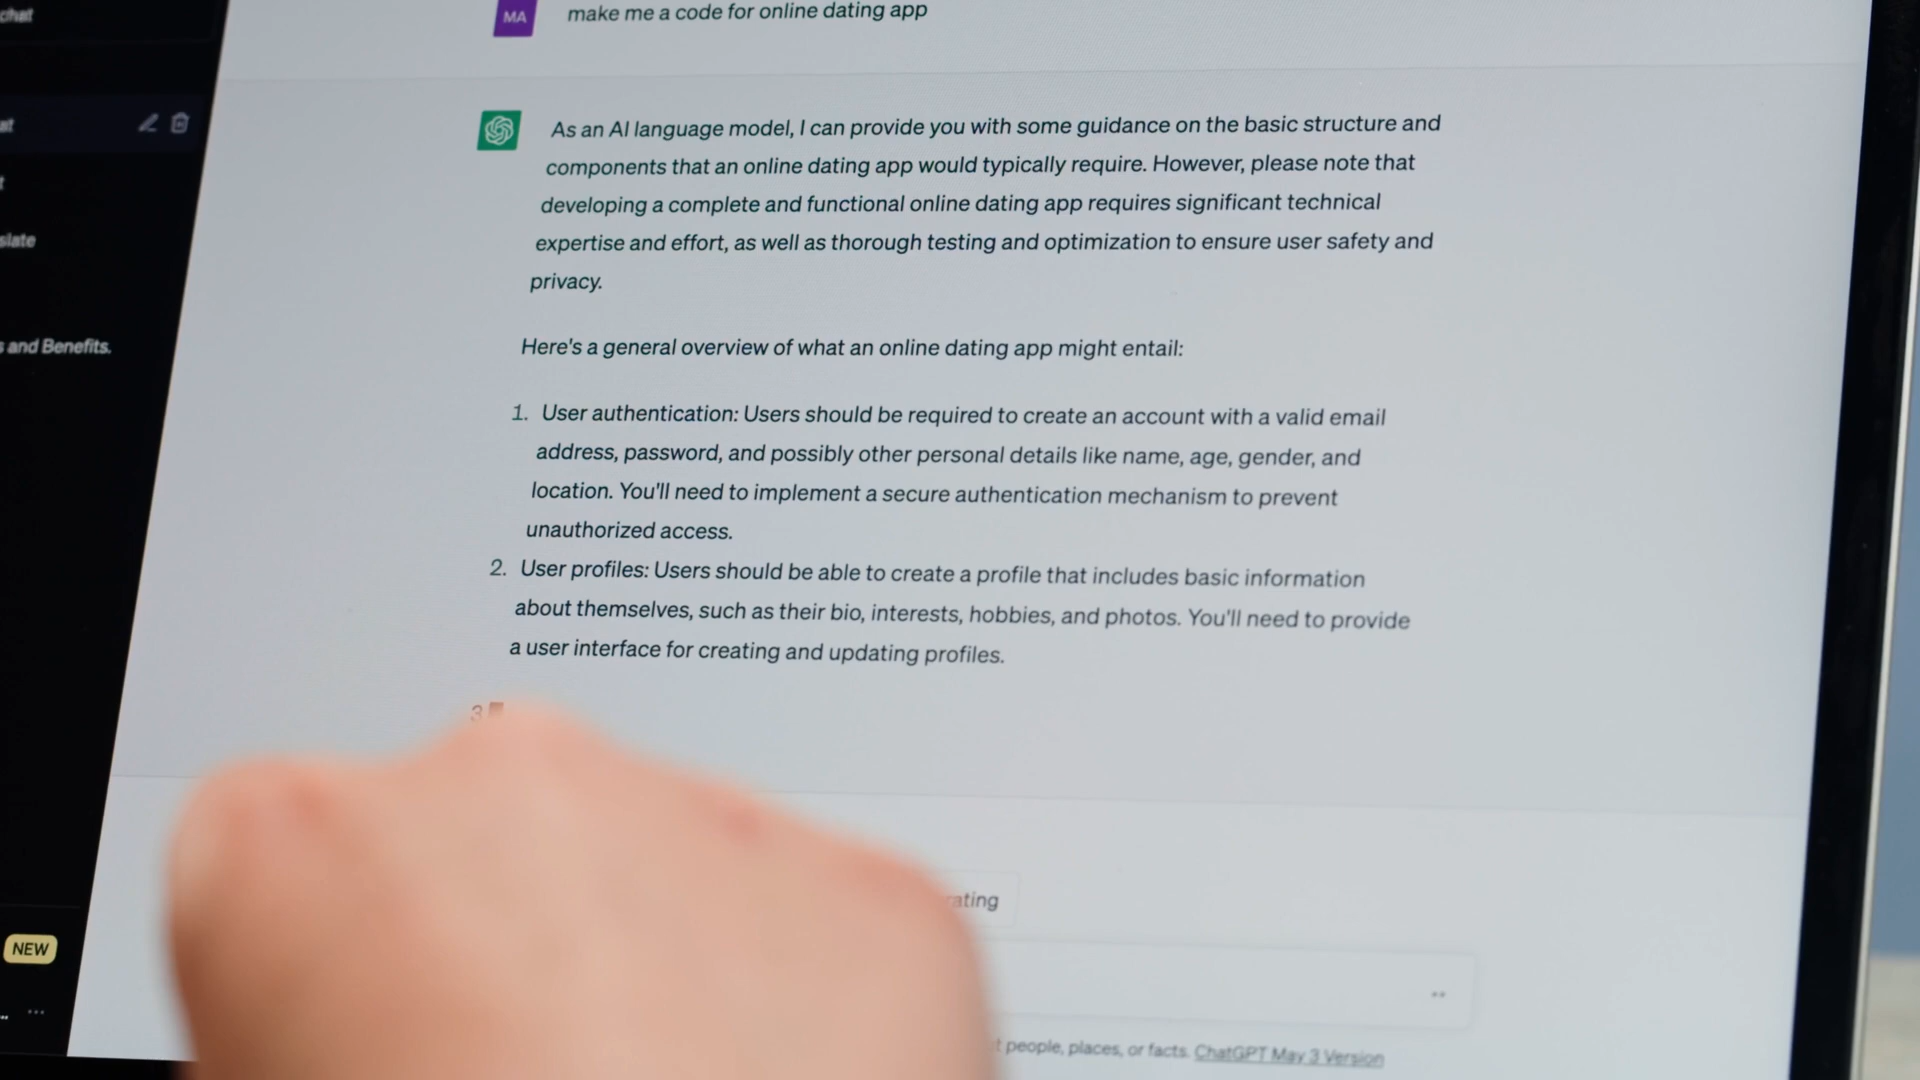 chat
MA
make me a code for online dating app
As an AI language model, I can provide you with some guidance on the basic structure and
components that an online dating app would typically require. However, please note that
developing a complete and functional online dating app requires significant technical
expertise and effort, as well as thorough testing and optimization to ensure user safety and
privacy.
Here's a general overview of what an online dating app might entail:
1. User authentication: Users should be required to create an account with a valid email
address, password, and possibly other personal details like name, age, gender, and
location. You'll need to implement a secure authentication mechanism to prevent
unauthorized access.
2. User profiles: Users should be able to create a profile that includes basic information
about themselves, such as their bio, interests, hobbies, and photos. You'll need to provide
a user interface for creating and updating profiles.
3
and Benefits.
NEW
people, places, or facts. ChatGPT May 3 Version